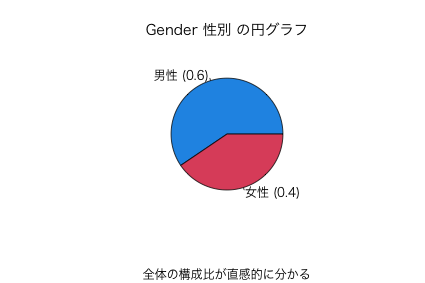 Gender 性別 の円グラフ
男性 (0.6)
女性 (0.4)
全体の構成比が直感的に分かる